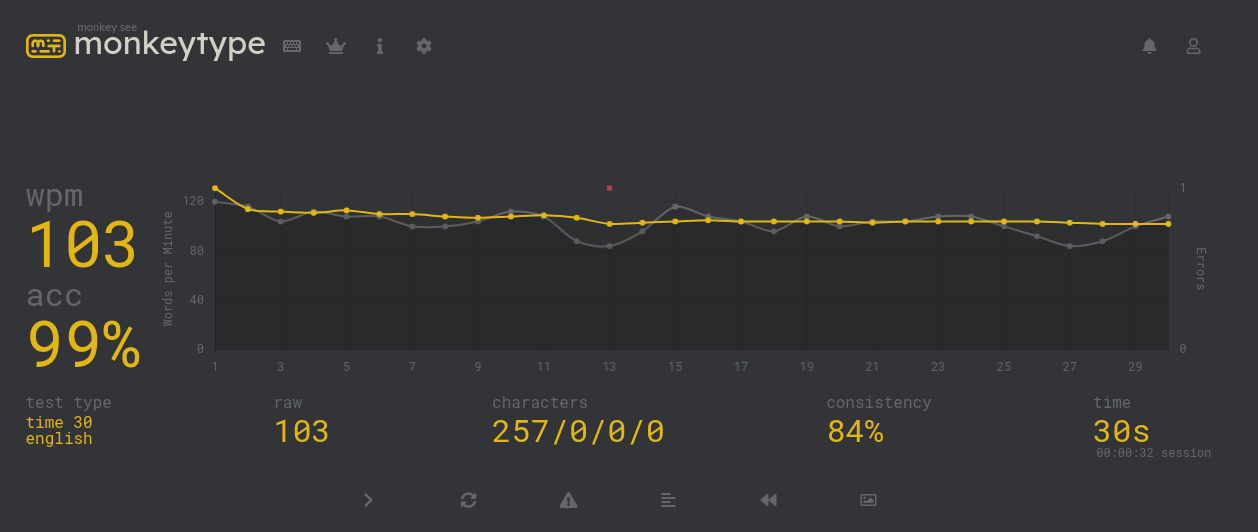 monkey see
monkeytype
wpm
103
acc
99%
Words per Minute
120
80
40
0
1 3 5 7 9 11 13 15 17 19 21 23 25 27 29
1
0
Errors
test type
time 30
english
raw
103
characters
257/0/0/0
consistency
84%
time
30s
00:00:32 session